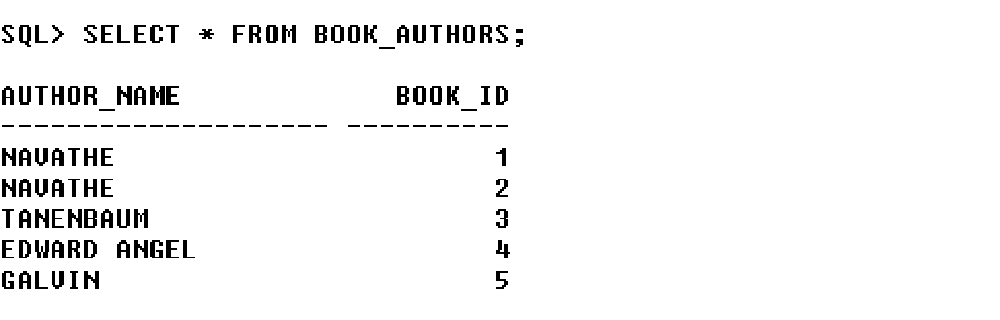 SQL> SELECT * FROM BOOK_AUTHORS;
AUTHOR_NAME BOOK_ID
-------------------- ----------
NAVATHE 1
NAVATHE 2
TANENBAUM 3
EDWARD ANGEL 4
GALVIN 5